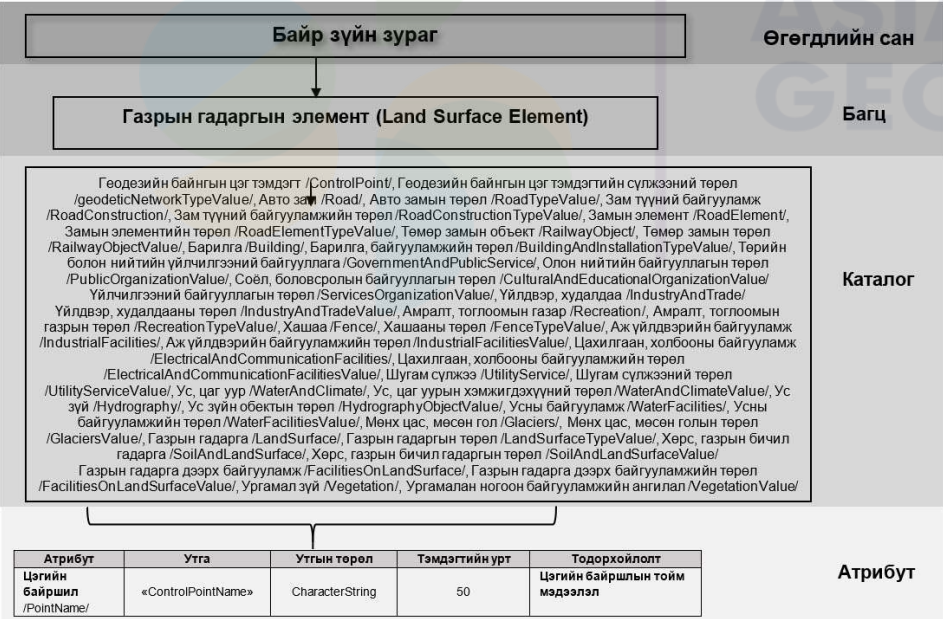 Байр зүйн зураг
Өгөгдлийн сан
Газрын гадаргын элемент (Land Surface Element)
Багц
Геодезийн байнгын цэг тэмдэгт /ControlPoint/, Геодезийн байнгын цэг тэмдэгтийн сүлжээний төрөл
/geodeticNetworkTypeValue/, Авто зам /Road/, Авто замын төрөл /RoadTypeValue/, Зам түүний байгууламж
/RoadConstruction/, Зам түүний байгууламжийн төрөл /RoadConstructionTypeValue/, Замын элемент /RoadElement/,
Замын элементийн төрөл /RoadElementTypeValue/, Төмөр замын объект /RailwayObject/, Төмөр замын төрөл
/RailwayObjectValue/, Барилга /Building/, Барилга, байгууламжийн төрөл /BuildingAndInstallationTypeValue/, Төрийн
болон нийтийн үйлчилгээний байгууллага /GovernmentAndPublicService/, Олон нийтийн байгууллагын төрөл
/PublicOrganizationValue/, Соёл, боловсролын байгууллагын төрөл /CulturalAndEducationalOrganizationValue/
Үйлчилгээний байгууллагын төрөл /ServicesOrganizationValue/, Үйлдвэр, худалдаа /IndustryAndTrade/
Үйлдвэр, худалдааны төрөл /IndustryAndTradeValue/, Амралт, тоглоомын газар /Recreation/, Амралт, тоглоомын
газрын төрөл /RecreationTypeValue/, Хашаа /Fence/, Хашааны төрөл /FenceTypeValue/, Аж үйлдвэрийн байгууламж
/IndustrialFacilities/, Аж үйлдвэрийн байгууламжийн төрөл /IndustrialFacilitiesValue/, Цахилгаан, холбооны байгууламж
/ElectricalAndCommunicationFacilities/, Цахилгаан, холбооны байгууламжийн төрөл
/ElectricalAndCommunicationFacilitiesValue/, Шугам сүлжээ /UtilityService/, Шугам сүлжээний төрөл
/UtilityServiceValue/, Ус, цаг уур /WaterAndClimate/, Ус, цаг уурын хэмжигдэхүүний төрөл /WaterAndClimateValue/, Ус
зүй /Hydrography/, Ус зүйн обектын төрөл /HydrographyObjectValue/, Усны байгууламж /WaterFacilities/, Усны
байгууламжийн төрөл /WaterFacilitiesValue/, Мөнх цас, мөсөн гол /Glaciers/, Мөнх цас, мөсөн голын төрөл
/GlaciersValue/, Газрын гадарга /LandSurface/, Газрын гадаргын төрөл /LandSurfaceTypeValue/, Хөрс, газрын бичил
гадарга /SoilAndLandSurface/, Хөрс, газрын бичил гадаргын төрөл /SoilAndLandSurfaceValue/
Газрын гадарга дээрх байгууламж /FacilitiesOnLandSurface/, Газрын гадарга дээрх байгууламжийн төрөл
/FacilitiesOnLandSurfaceValue/, Ургамал зүй /Vegetation/, Ургамалан ногоон байгууламжийн ангилал /VegetationValue/
Каталог
Атрибут Утга Утгын төрөл Тэмдэгтийн урт Тодорхойлолт
Цэгийн
байршил
/PointName/
«ControlPointName» CharacterString 50
Цэгийн байршлын тойм
мэдээлэл
Атрибут
ASIA
GEO